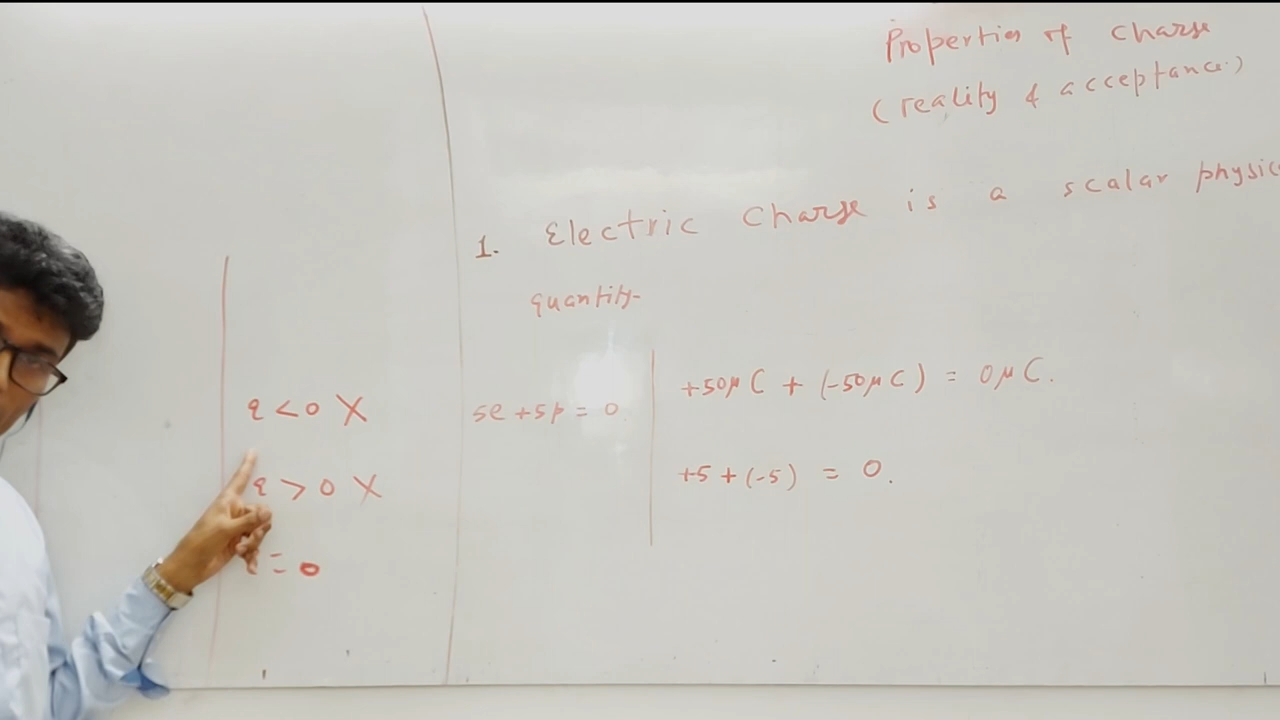 Properties of charge
(reality & acceptance.)
1. Electric Charge is a scalar physic
quantity-
q < 0 X
q > 0 X
= 0
5e + 5p = 0
+50μC + (-50μC) = 0μC.
+5 + (-5) = 0.